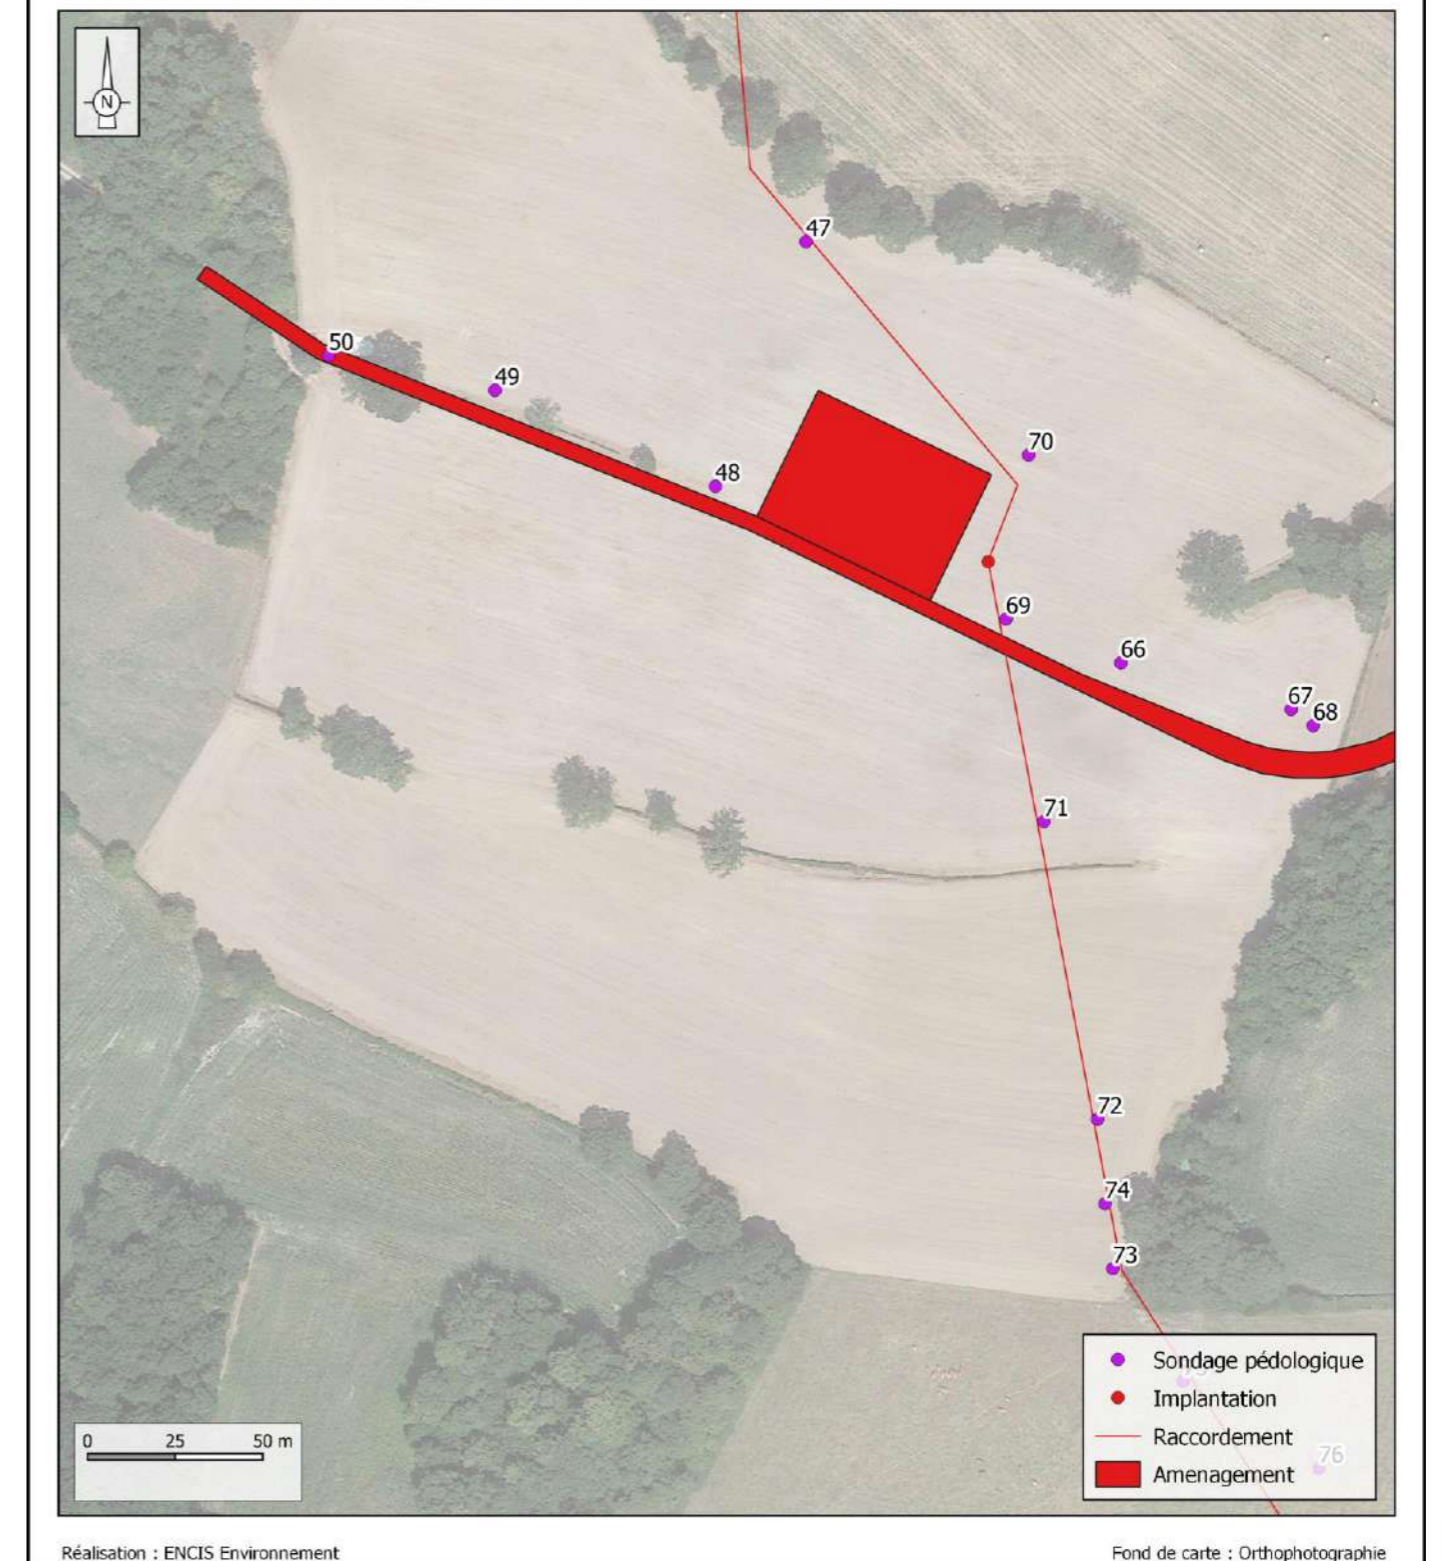 N
47
50
49
70
48
69
66
67
68
71
72
74
73
Sondage pédologique
Implantation
Raccordement
76
Amenagement
0 25 50 m
Réalisation : ENCIS Environnement
Fond de carte : Orthophotographie